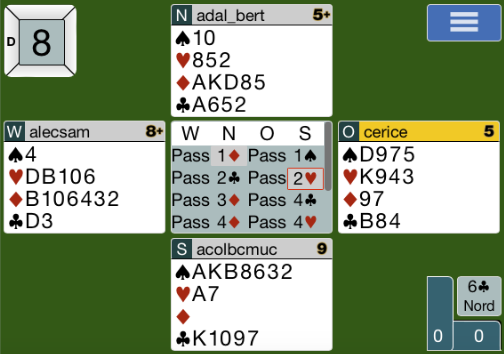 D 8
N adal_bert 5+
♠10
♥852
♦AKD85
♣A652
W alecsam 8+
♠4
♥DB106
♦B106432
♣D3
W N O S
Pass 1♦ Pass 1♠
Pass 2♣ Pass 2♥
Pass 3♦ Pass 4♣
Pass 4♦ Pass 4♥
O cerice 5
♠D975
♥K943
♦97
♣B84
S acolbcmuc 9
♠AKB8632
♥A7
♦
♣K1097
6♣
Nord
0 0